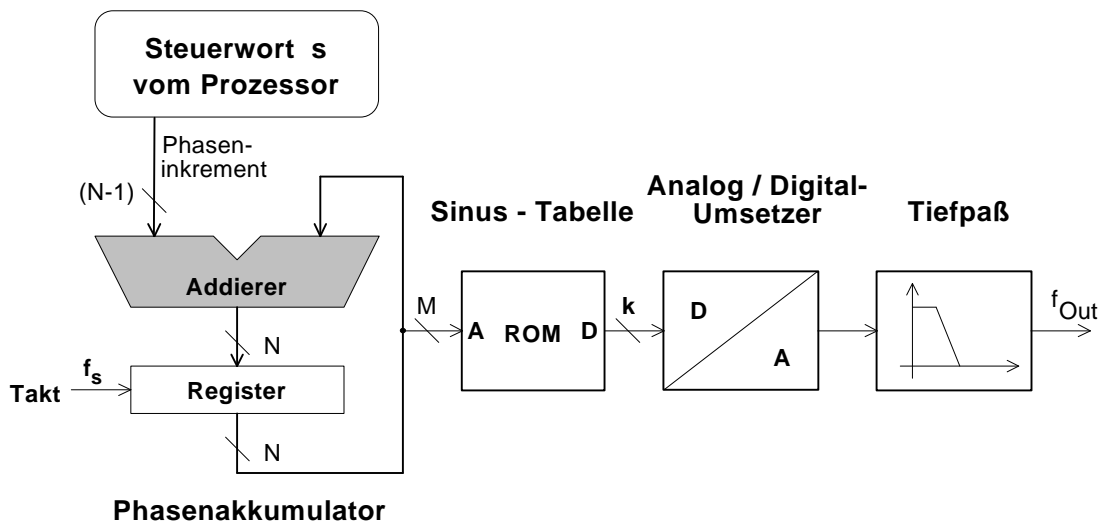 Steuerwort s
vom Prozessor
Phasen-
inkrement
(N-1)
Addierer
N
Takt
f_s
Register
N
Phasenakkumulator
M
Sinus - Tabelle
A ROM D
k
Analog / Digital-
Umsetzer
D
A
Tiefpaß
f_Out